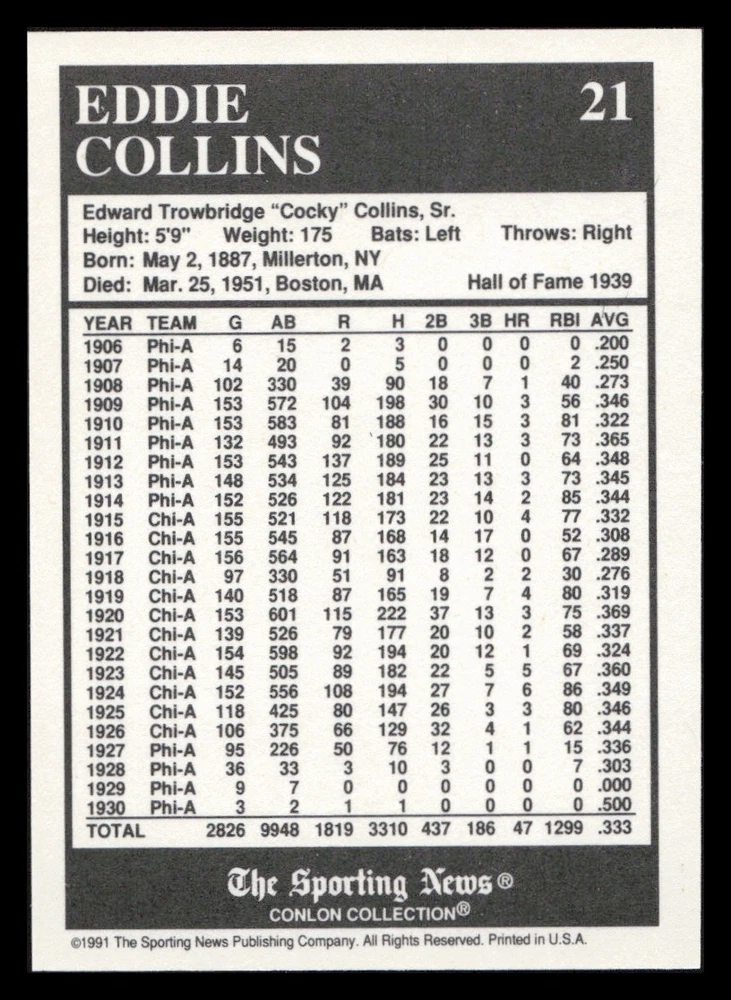 EDDIE
COLLINS
21
Edward Trowbridge "Cocky" Collins, Sr.
Height: 5'9" Weight: 175 Bats: Left Throws: Right
Born: May 2, 1887, Millerton, NY
Died: Mar. 25, 1951, Boston, MA Hall of Fame 1939
YEAR TEAM G AB R H 2B 3B HR RBI AVG
1906 Phi-A 6 15 2 3 0 0 0 0 .200
1907 Phi-A 14 20 0 5 0 0 0 2 .250
1908 Phi-A 102 330 39 90 18 7 1 40 .273
1909 Phi-A 153 572 104 198 30 10 3 56 .346
1910 Phi-A 153 583 81 188 16 15 3 81 .322
1911 Phi-A 132 493 92 180 22 13 3 73 .365
1912 Phi-A 153 543 137 189 25 11 0 64 .348
1913 Phi-A 148 534 125 184 23 13 3 73 .345
1914 Phi-A 152 526 122 181 23 14 2 85 .344
1915 Chi-A 155 521 118 173 22 10 4 77 .332
1916 Chi-A 155 545 87 168 14 17 0 52 .308
1917 Chi-A 156 564 91 163 18 12 0 67 .289
1918 Chi-A 97 330 51 91 8 2 2 30 .276
1919 Chi-A 140 518 87 165 19 7 4 80 .319
1920 Chi-A 153 601 115 222 37 13 3 75 .369
1921 Chi-A 139 526 79 177 20 10 2 58 .337
1922 Chi-A 154 598 92 194 20 12 1 69 .324
1923 Chi-A 145 505 89 182 22 5 5 67 .360
1924 Chi-A 152 556 108 194 27 7 6 86 .349
1925 Chi-A 118 425 80 147 26 3 3 80 .346
1926 Chi-A 106 375 66 129 32 4 1 62 .344
1927 Phi-A 95 226 50 76 12 1 1 15 .336
1928 Phi-A 36 33 3 10 3 0 0 7 .303
1929 Phi-A 9 7 0 0 0 0 0 0 .000
1930 Phi-A 3 2 1 1 0 0 0 0 .500
TOTAL 2826 9948 1819 3310 437 186 47 1299 .333
The Sporting News®
CONLON COLLECTION®
©1991 The Sporting News Publishing Company. All Rights Reserved. Printed in U.S.A.